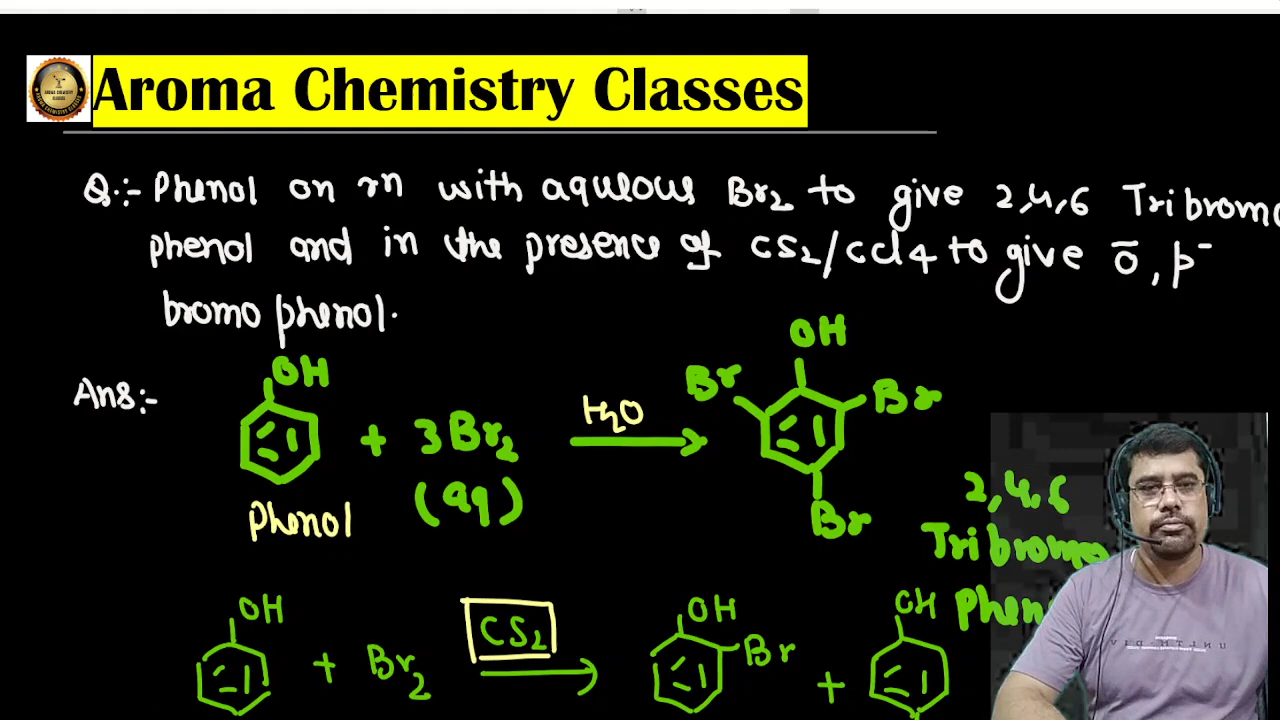 Aroma Chemistry Classes
Q:- Phenol on rn with aqueous Br2 to give 2,4,6 Tribromo
phenol and in the presence of CS2/CCl4 to give o-, p-
bromo phenol.
Ans:-
OH
+ 3Br2
(aq)
Phenol
H2O
OH
Br
Br
Br
2,4,6
Tribromo
OH
+ Br2
CS2
OH
Br
+
OH